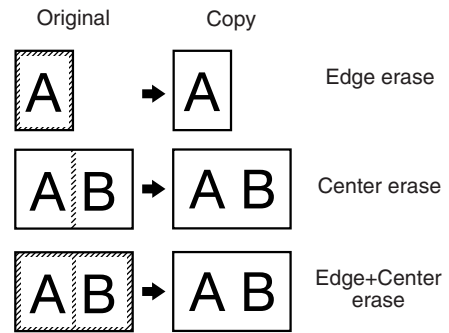 Original Copy
A A Edge erase
A B A B Center erase
A B A B Edge+Center
erase